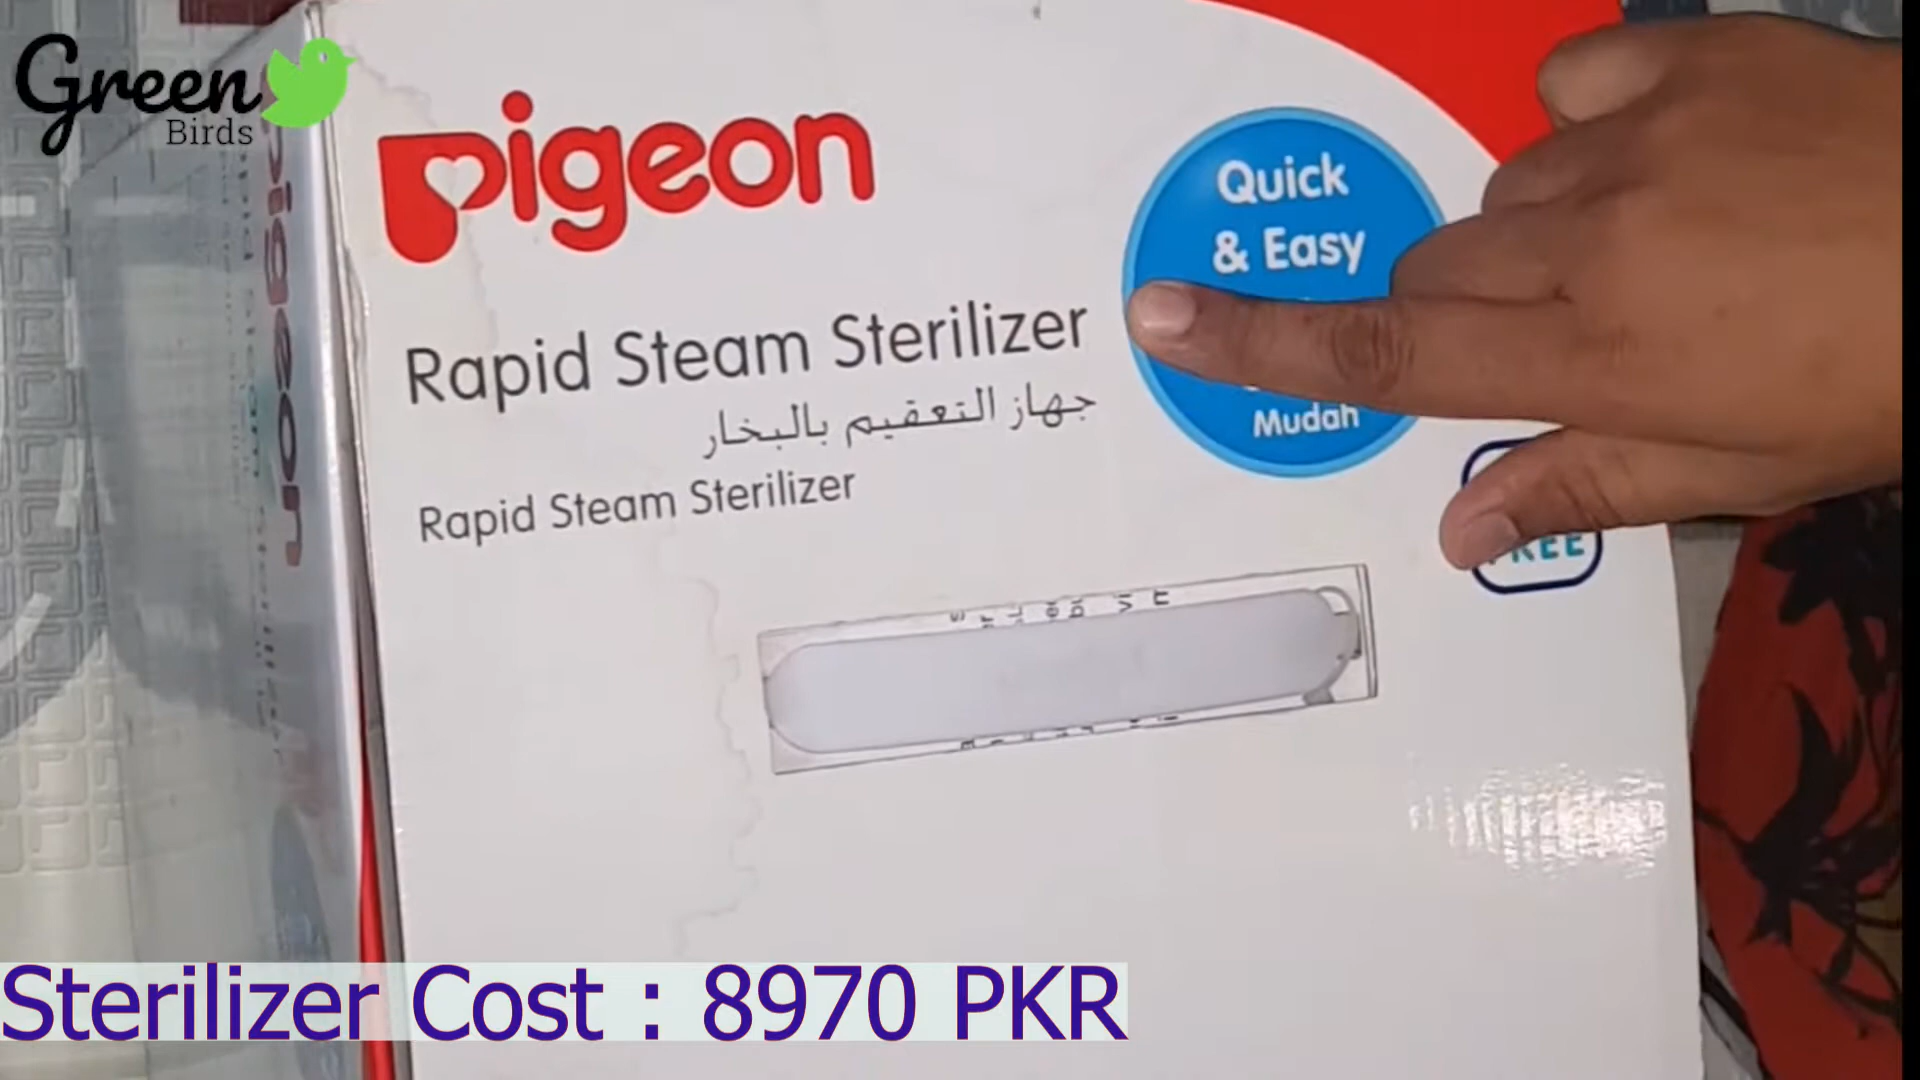 Green
Birds
pigeon
Quick
& Easy
Rapid Steam Sterilizer
جهاز التعقيم بالبخار
Mudah
Rapid Steam Sterilizer
pigeon
Sterilizer Cost : 8970 PKR